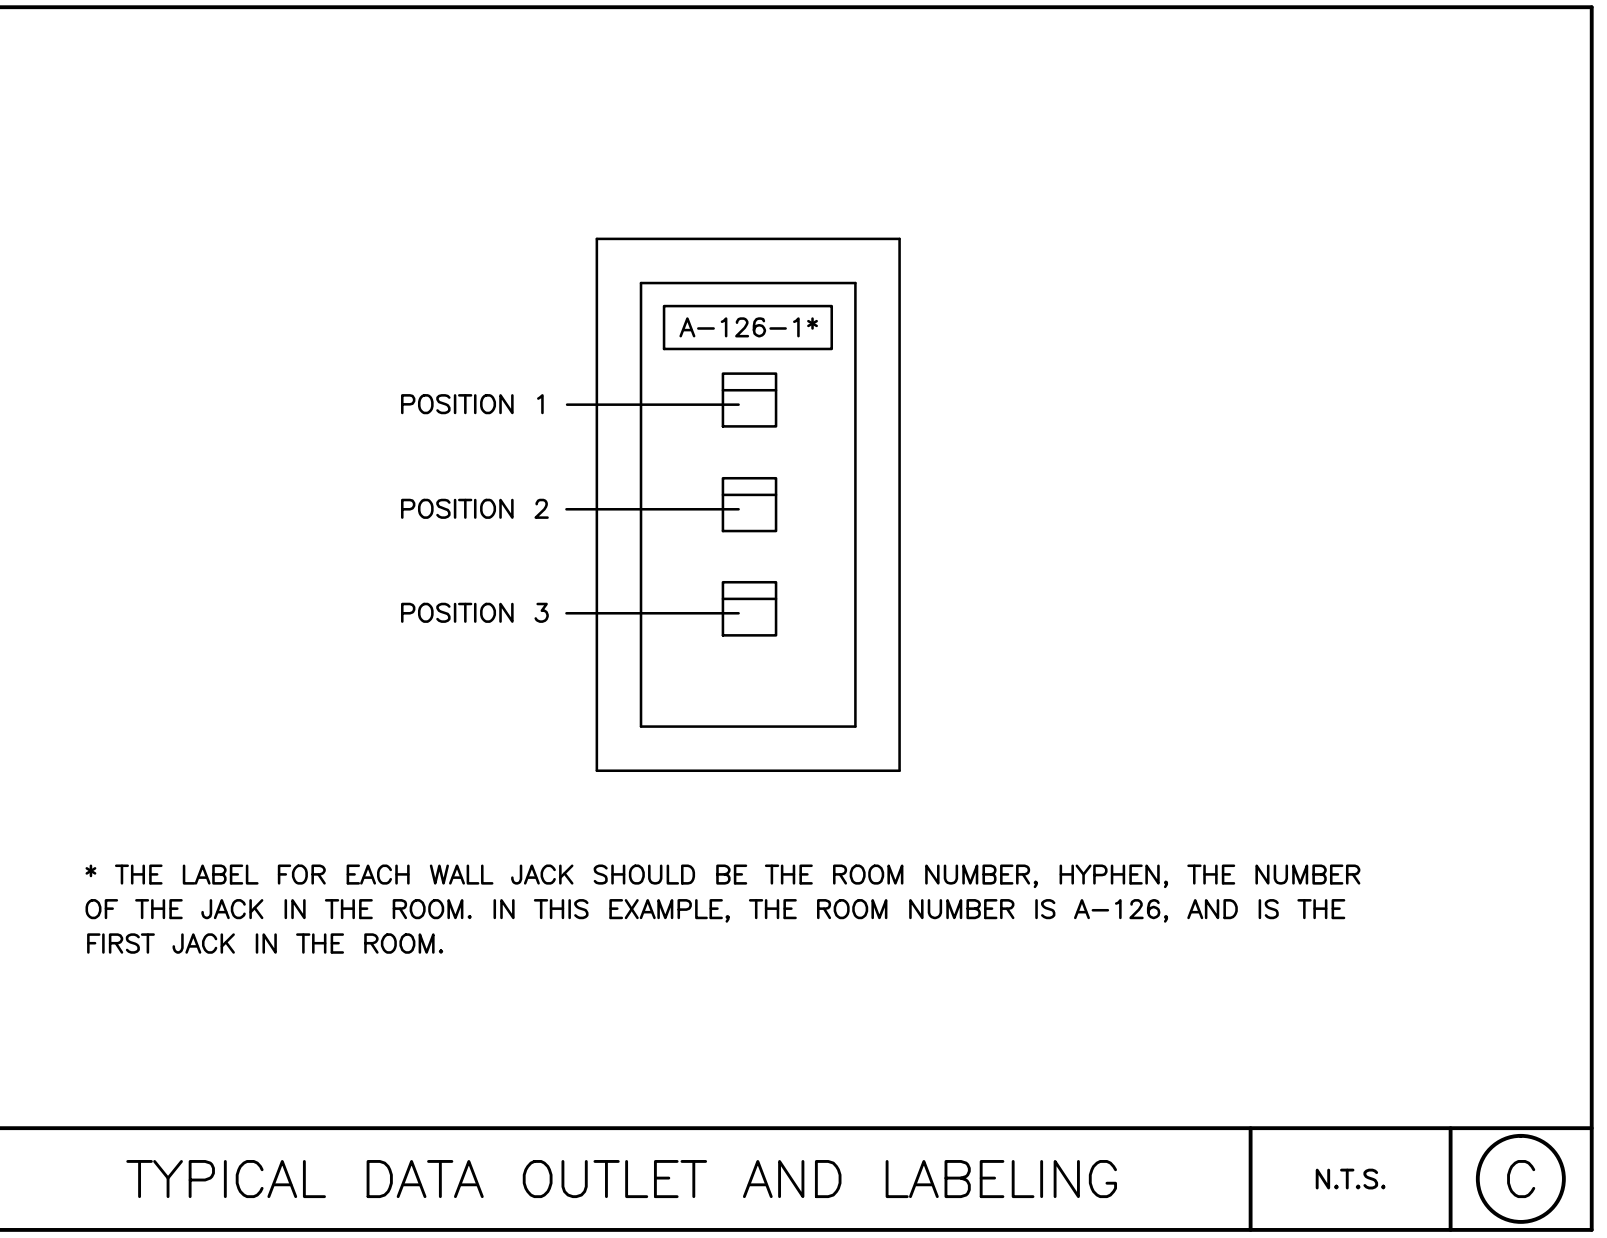 A-126-1*
POSITION 1
POSITION 2
POSITION 3
* THE LABEL FOR EACH WALL JACK SHOULD BE THE ROOM NUMBER, HYPHEN, THE NUMBER
OF THE JACK IN THE ROOM. IN THIS EXAMPLE, THE ROOM NUMBER IS A-126, AND IS THE
FIRST JACK IN THE ROOM.
TYPICAL DATA OUTLET AND LABELING
N.T.S.
C